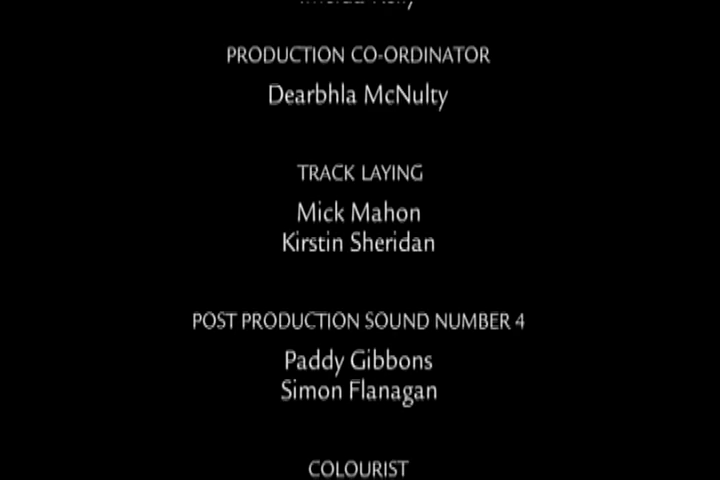 PRODUCTION CO-ORDINATOR
Dearbhla McNulty
TRACK LAYING
Mick Mahon
Kirstin Sheridan
POST PRODUCTION SOUND NUMBER 4
Paddy Gibbons
Simon Flanagan
COLOURIST